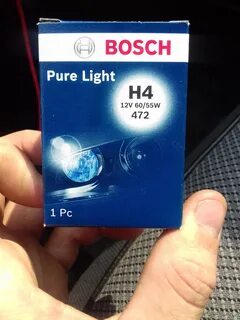 BOSCH
Pure Light
H4
12V 60/55W
472
1 Pc